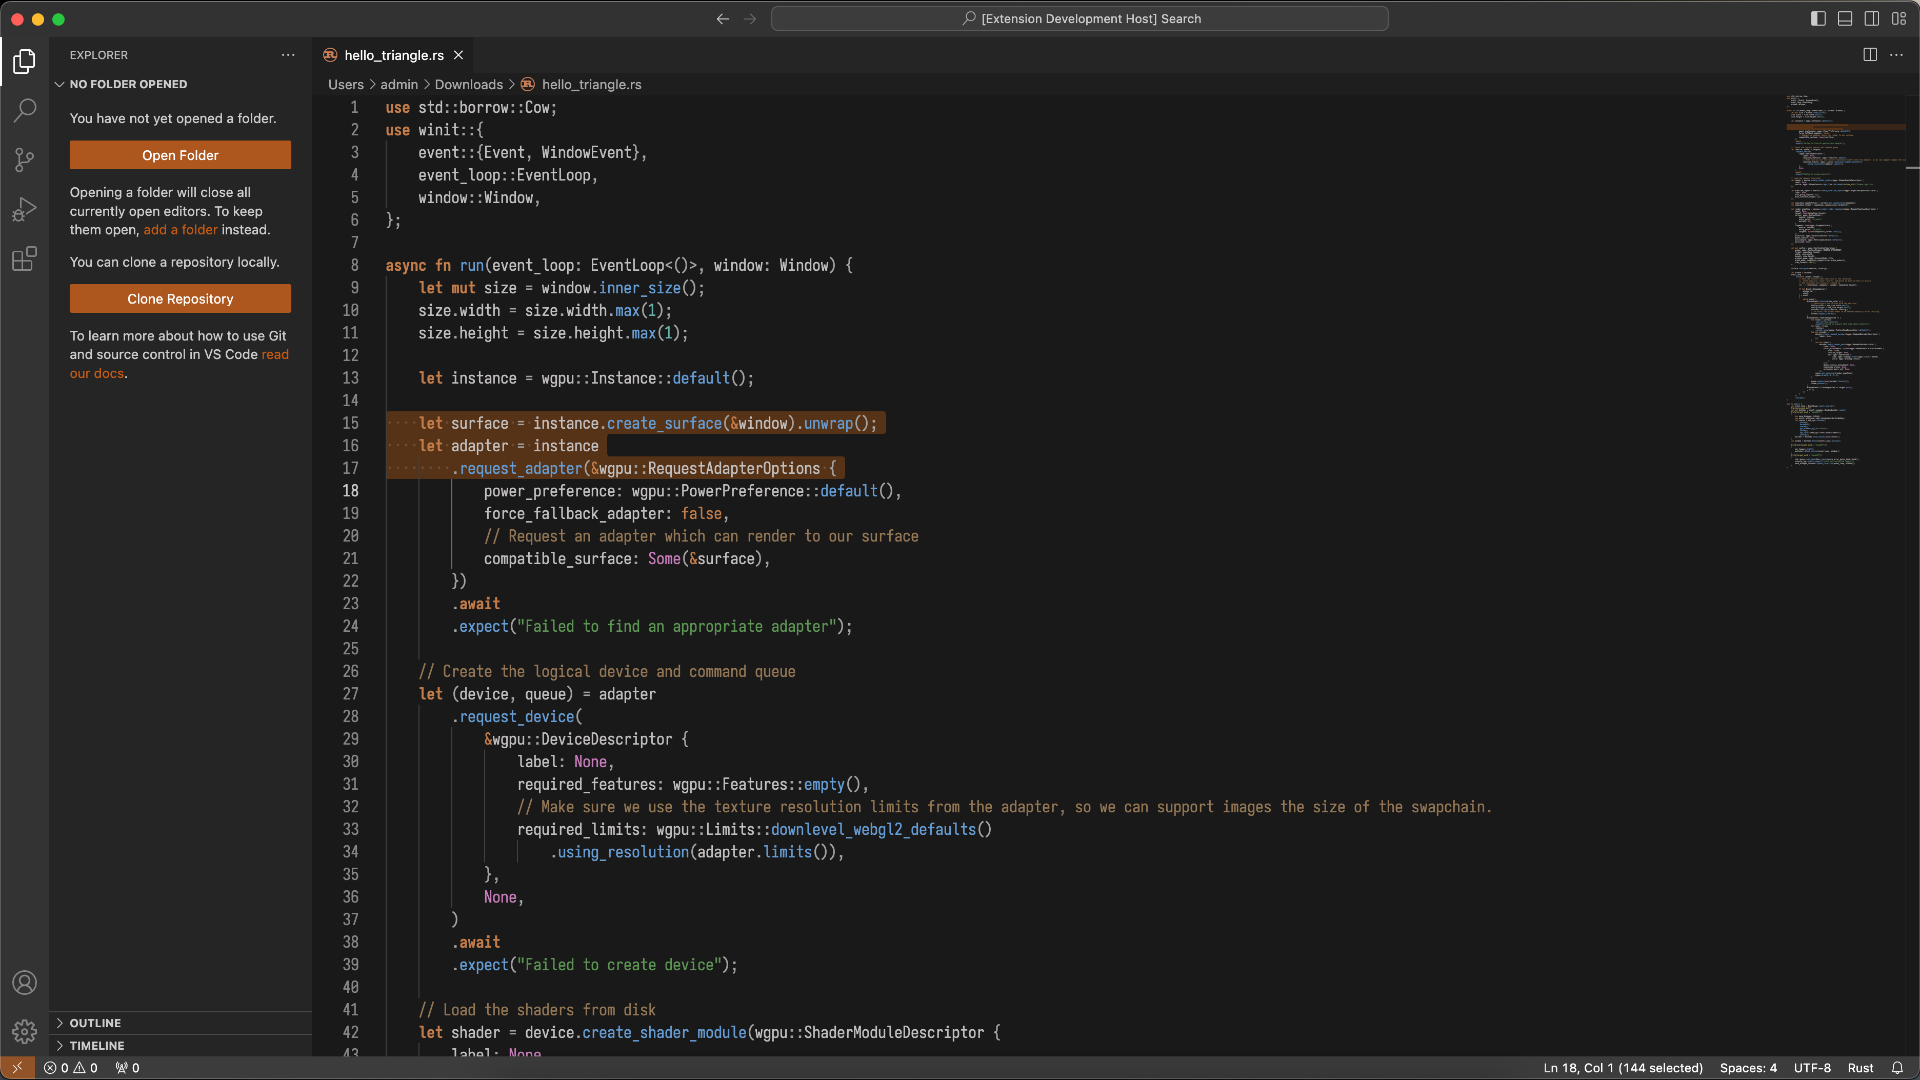 [Extension Development Host] Search
EXPLORER
NO FOLDER OPENED
You have not yet opened a folder.
Open Folder
Opening a folder will close all
currently open editors. To keep
them open, add a folder instead.
You can clone a repository locally.
Clone Repository
To learn more about how to use Git
and source control in VS Code read
our docs.
OUTLINE
TIMELINE
hello_triangle.rs
Users > admin > Downloads > hello_triangle.rs
1 use std::borrow::Cow;
2 use winit::{
3 event::{Event, WindowEvent},
4 event_loop::EventLoop,
5 window::Window,
6 };
7
8 async fn run(event_loop: EventLoop<()>, window: Window) {
9 let mut size = window.inner_size();
10 size.width = size.width.max(1);
11 size.height = size.height.max(1);
12
13 let instance = wgpu::Instance::default();
14
15 let surface = instance.create_surface(&window).unwrap();
16 let adapter = instance
17 .request_adapter(&wgpu::RequestAdapterOptions {
18 power_preference: wgpu::PowerPreference::default(),
19 force_fallback_adapter: false,
20 // Request an adapter which can render to our surface
21 compatible_surface: Some(&surface),
22 })
23 .await
24 .expect("Failed to find an appropriate adapter");
25
26 // Create the logical device and command queue
27 let (device, queue) = adapter
28 .request_device(
29 &wgpu::DeviceDescriptor {
30 label: None,
31 required_features: wgpu::Features::empty(),
32 // Make sure we use the texture resolution limits from the adapter, so we can support images the size of the swapchain.
33 required_limits: wgpu::Limits::downlevel_webgl2_defaults()
34 .using_resolution(adapter.limits()),
35 },
36 None,
37 )
38 .await
39 .expect("Failed to create device");
40
41 // Load the shaders from disk
42 let shader = device.create_shader_module(wgpu::ShaderModuleDescriptor {
43 label: None
0 0 0
Ln 18, Col 1 (144 selected) Spaces: 4 UTF-8 Rust